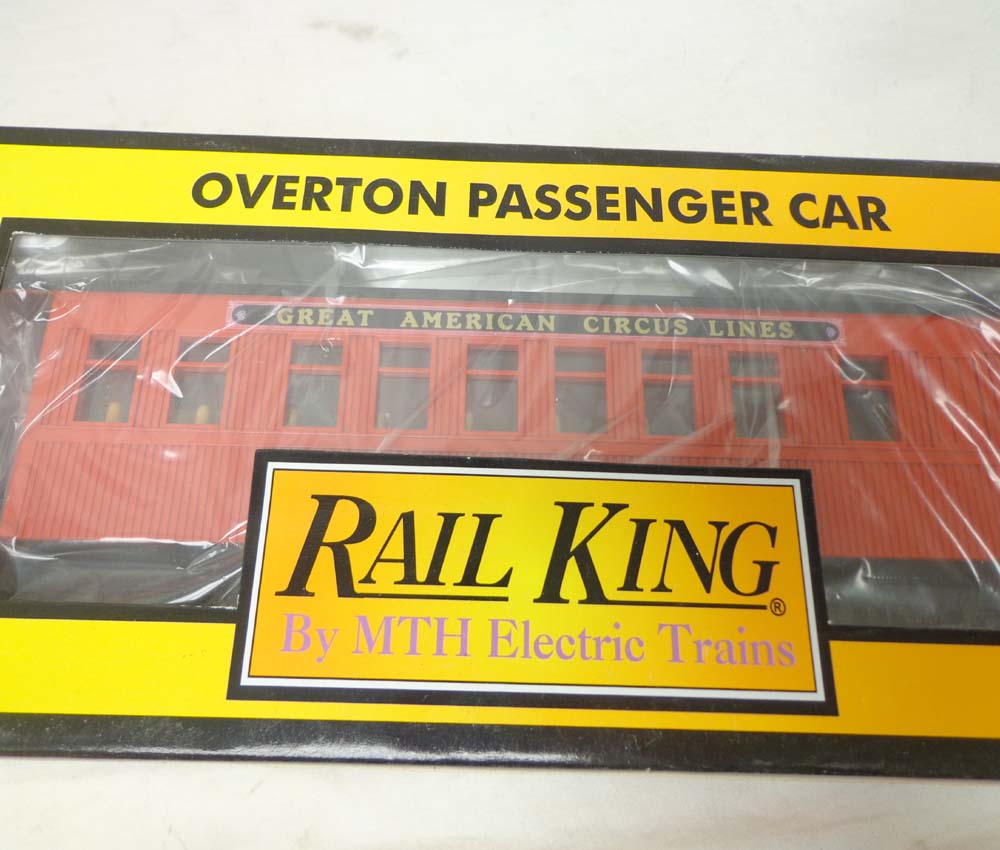 OVERTON PASSENGER CAR
GREAT AMERICAN CIRCUS LINES
RAIL KING®
By MTH Electric Trains